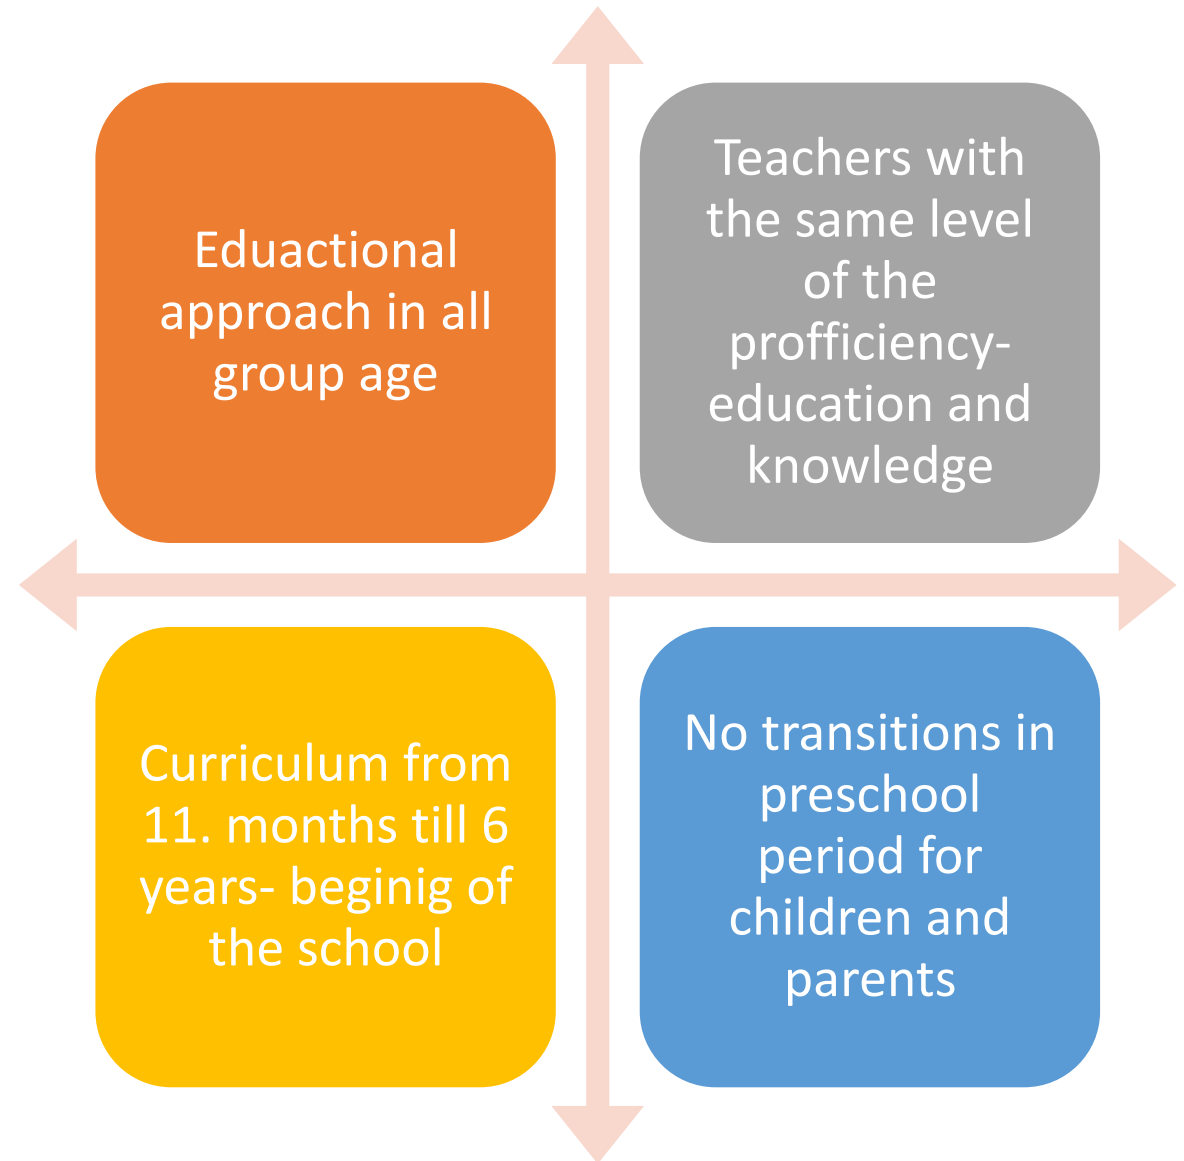 Eduactional
approach in all
group age
Teachers with
the same level
of the
profficiency-
education and
knowledge
Curriculum from
11. months till 6
years- beginig of
the school
No transitions in
preschool
period for
children and
parents